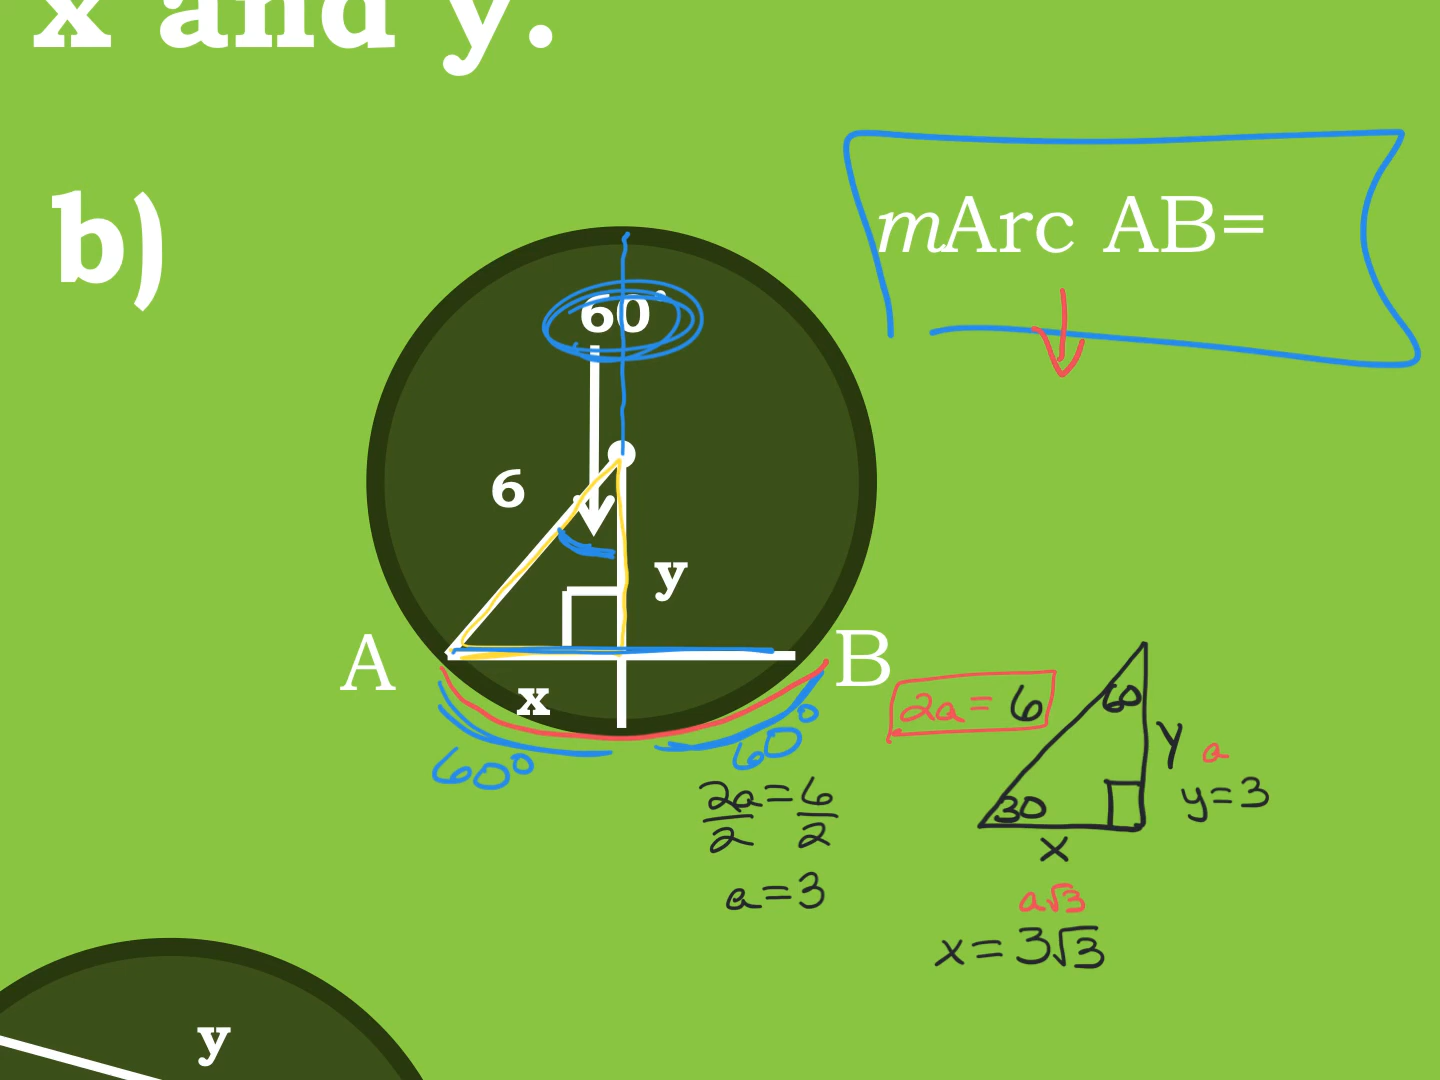 x and y.
b)
mArc AB=
60°
6
y
A
B
x
60°
60°
2a = 6
60
y
a
30
y = 3
x
2a = 6
2 2
a = 3
a√3
x = 3√3
y